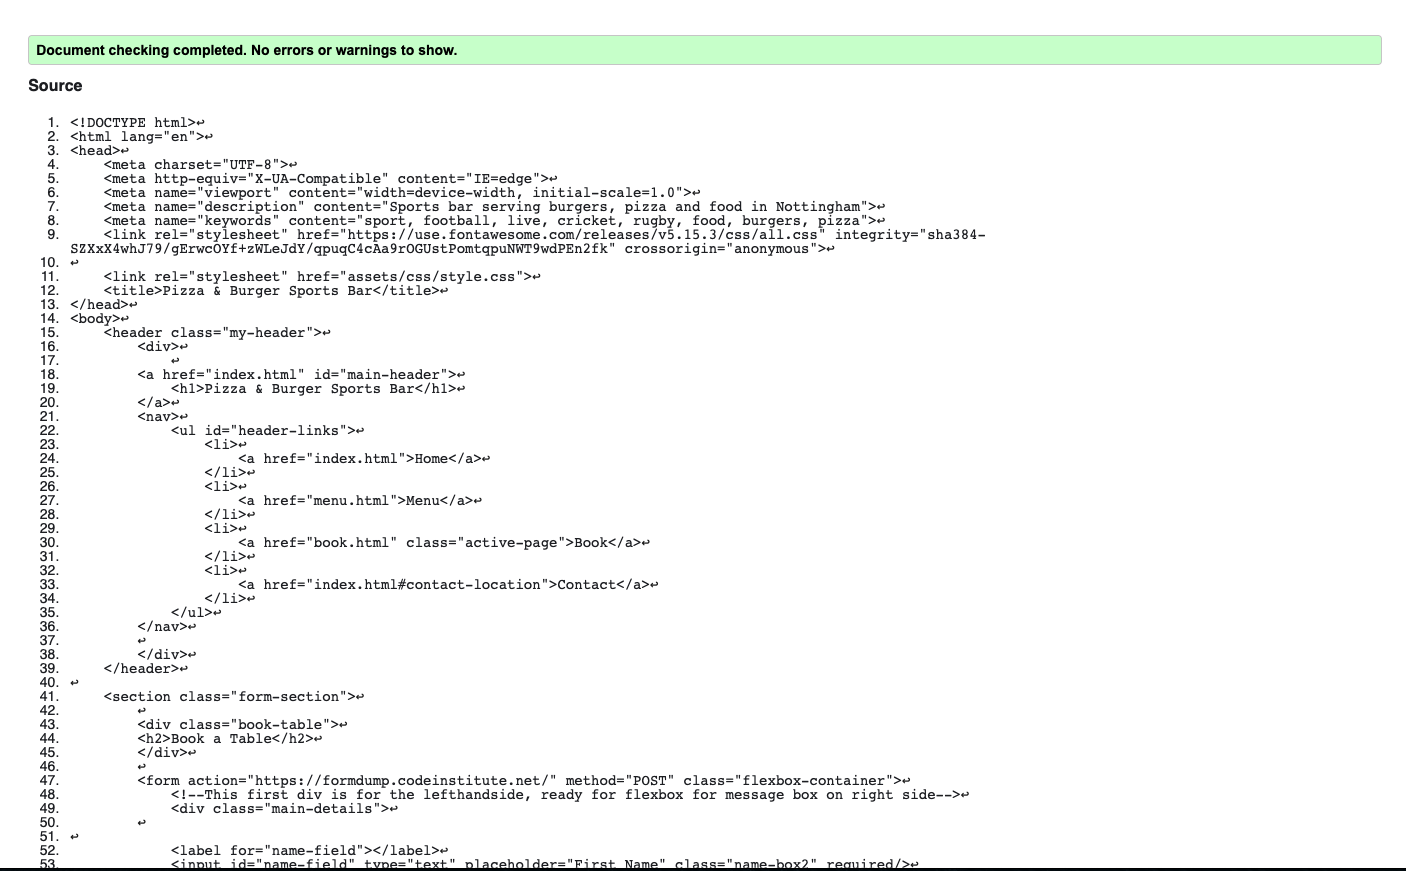 Document checking completed. No errors or warnings to show.
Source
1. <!DOCTYPE html>↩
2. <html lang="en">↩
3. <head>↩
4. <meta charset="UTF-8">↩
5. <meta http-equiv="X-UA-Compatible" content="IE=edge">↩
6. <meta name="viewport" content="width=device-width, initial-scale=1.0">↩
7. <meta name="description" content="Sports bar serving burgers, pizza and food in Nottingham">↩
8. <meta name="keywords" content="sport, football, live, cricket, rugby, food, burgers, pizza">↩
9. <link rel="stylesheet" href="https://use.fontawesome.com/releases/v5.15.3/css/all.css" integrity="sha384-
SZXxX4whJ79/gErwcOYf+zWLeJdY/qpuqC4cAa9rOGUstPomtqpuNWT9wdPEn2fk" crossorigin="anonymous">↩
10. ↩
11. <link rel="stylesheet" href="assets/css/style.css">↩
12. <title>Pizza & Burger Sports Bar</title>↩
13. </head>↩
14. <body>↩
15. <header class="my-header">↩
16. <div>↩
17. ↩
18. <a href="index.html" id="main-header">↩
19. <h1>Pizza & Burger Sports Bar</h1>↩
20. </a>↩
21. <nav>↩
22. <ul id="header-links">↩
23. <li>↩
24. <a href="index.html">Home</a>↩
25. </li>↩
26. <li>↩
27. <a href="menu.html">Menu</a>↩
28. </li>↩
29. <li>↩
30. <a href="book.html" class="active-page">Book</a>↩
31. </li>↩
32. <li>↩
33. <a href="index.html#contact-location">Contact</a>↩
34. </li>↩
35. </ul>↩
36. </nav>↩
37. ↩
38. </div>↩
39. </header>↩
40. ↩
41. <section class="form-section">↩
42. ↩
43. <div class="book-table">↩
44. <h2>Book a Table</h2>↩
45. </div>↩
46. ↩
47. <form action="https://formdump.codeinstitute.net/" method="POST" class="flexbox-container">↩
48. <!--This first div is for the lefthandside, ready for flexbox for message box on right side-->↩
49. <div class="main-details">↩
50. ↩
51. ↩
52. <label for="name-field"></label>↩
53. <input id="name-field" type="text" placeholder="First Name" class="name-box2" required/>↩